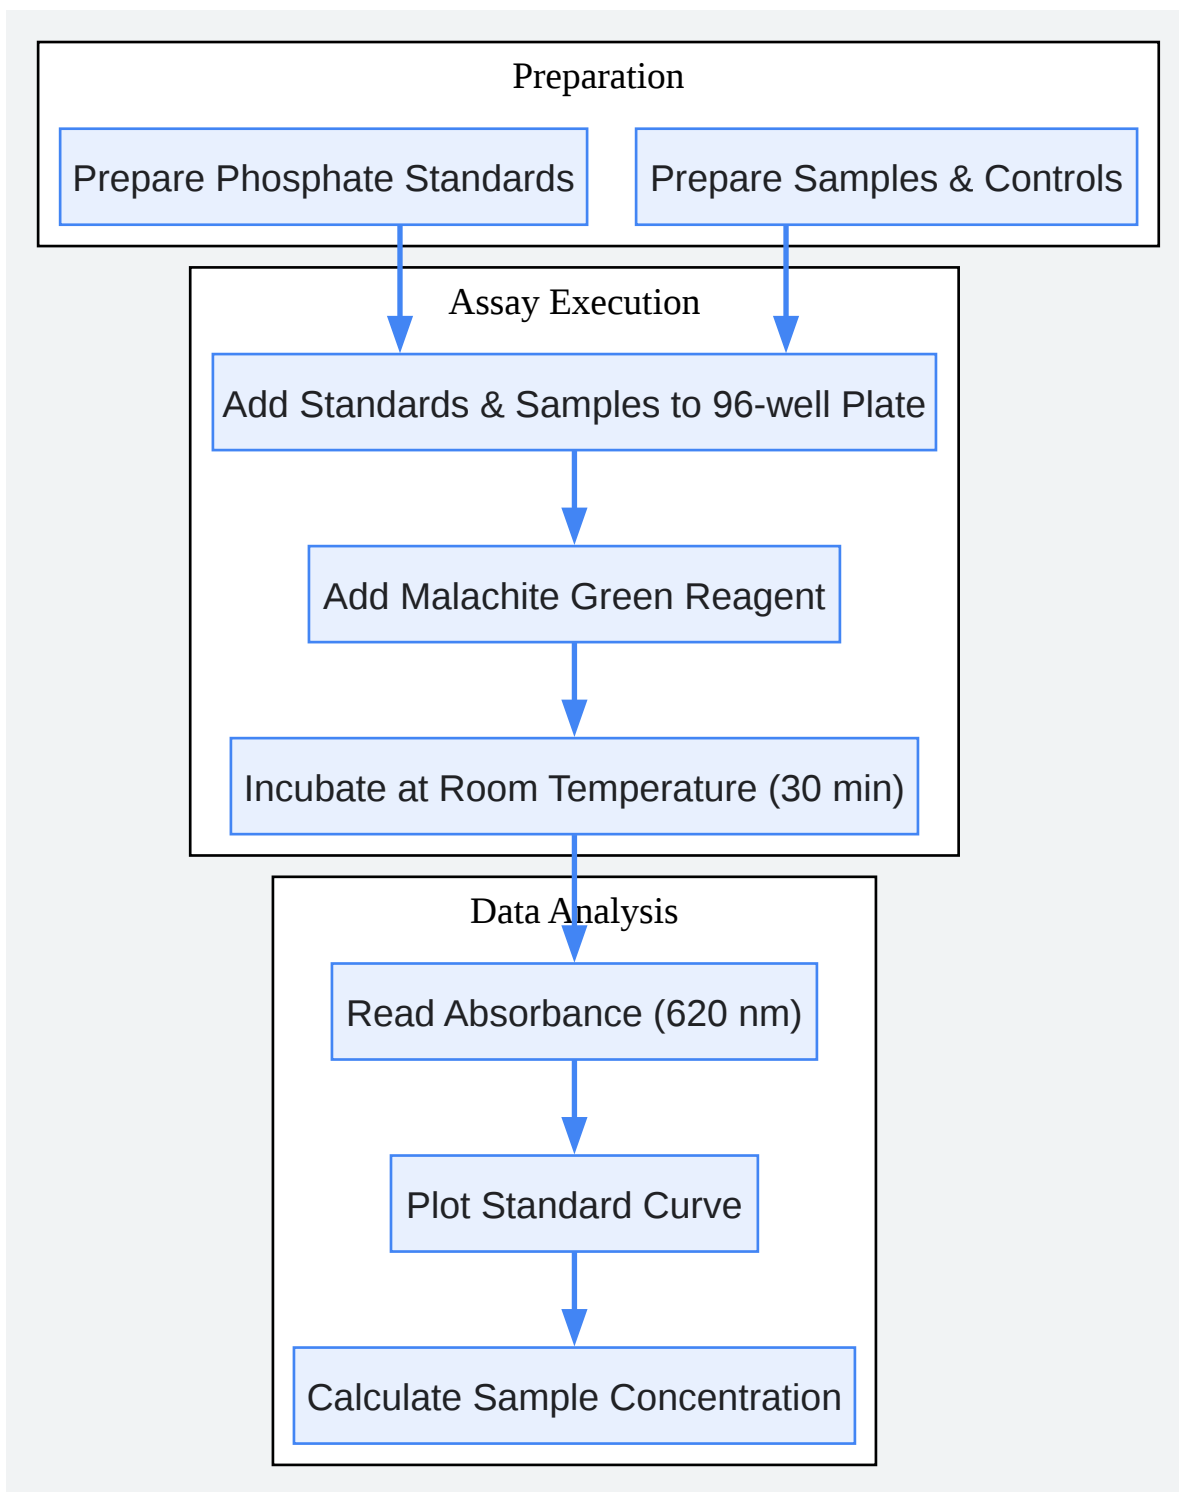 Preparation
Prepare Phosphate Standards
Prepare Samples & Controls
Assay Execution
Add Standards & Samples to 96-well Plate
Add Malachite Green Reagent
Incubate at Room Temperature (30 min)
Data Analysis
Read Absorbance (620 nm)
Plot Standard Curve
Calculate Sample Concentration